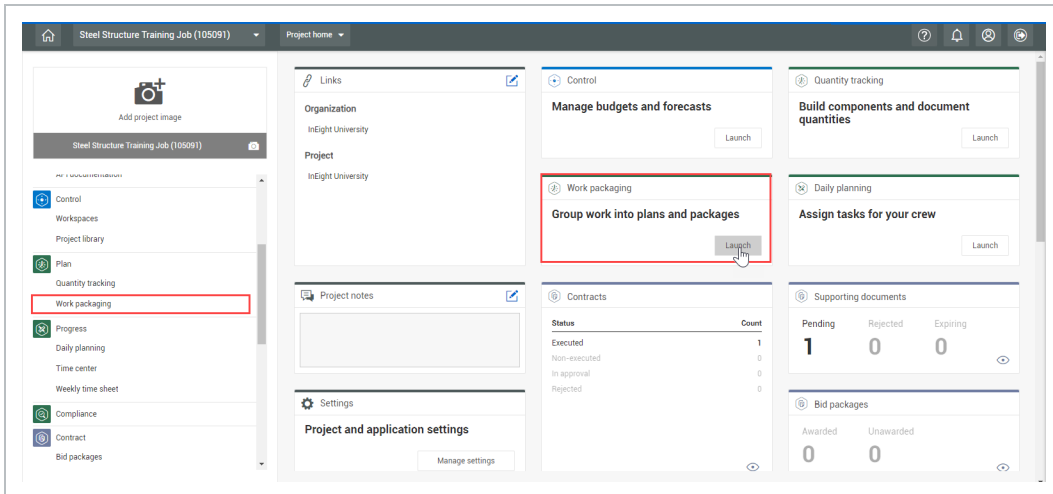 Steel Structure Training Job (105091)
Project home
Add project image
Steel Structure Training Job (105091)
Control
Workspaces
Project library
Plan
Quantity tracking
Work packaging
Progress
Daily planning
Time center
Weekly time sheet
Compliance
Contract
Bid packages
Links
Organization
InEight University
Project
InEight University
Control
Manage budgets and forecasts
Launch
Quantity tracking
Build components and document
quantities
Launch
Work packaging
Group work into plans and packages
Launch
Daily planning
Assign tasks for your crew
Launch
Project notes
Contracts
Status Count
Executed 1
Non-executed 0
In approval 0
Rejected 0
Supporting documents
Pending Rejected Expiring
1 0 0
Settings
Project and application settings
Manage settings
Bid packages
Awarded Unawarded
0 0